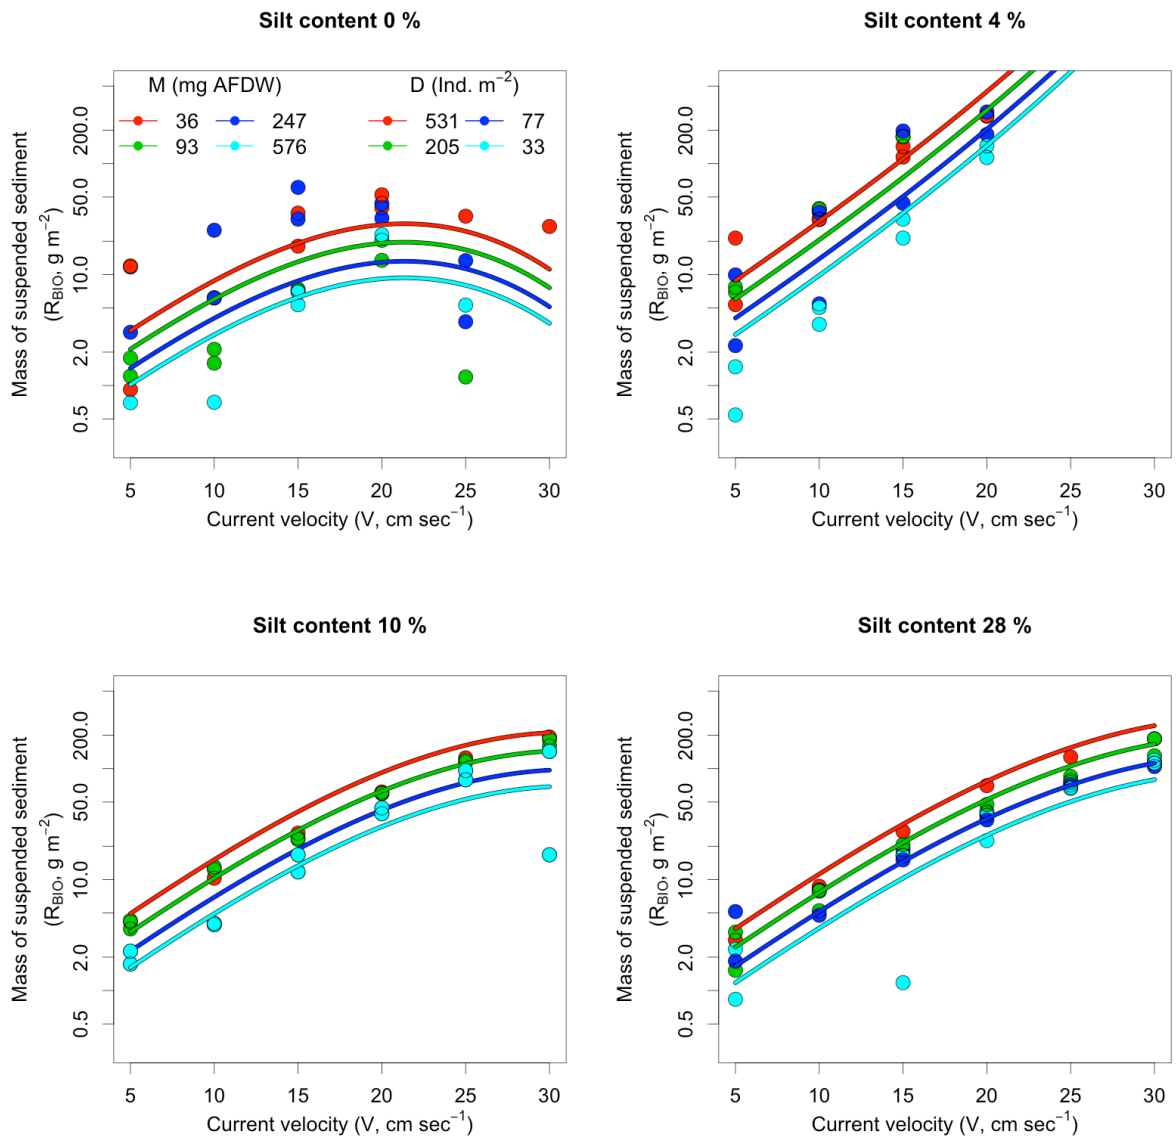 Silt content 0 %
M (mg AFDW) D (Ind. m−2)
36 247 531 77
93 576 205 33
Mass of suspended sediment
(RBIO, g m−2)
0.5 2.0 10.0 50.0 200.0
5 10 15 20 25 30
Current velocity (V, cm sec−1)
Silt content 4 %
Mass of suspended sediment
(RBIO, g m−2)
0.5 2.0 10.0 50.0 200.0
5 10 15 20 25 30
Current velocity (V, cm sec−1)
Silt content 10 %
Mass of suspended sediment
(RBIO, g m−2)
0.5 2.0 10.0 50.0 200.0
5 10 15 20 25 30
Current velocity (V, cm sec−1)
Silt content 28 %
Mass of suspended sediment
(RBIO, g m−2)
0.5 2.0 10.0 50.0 200.0
5 10 15 20 25 30
Current velocity (V, cm sec−1)